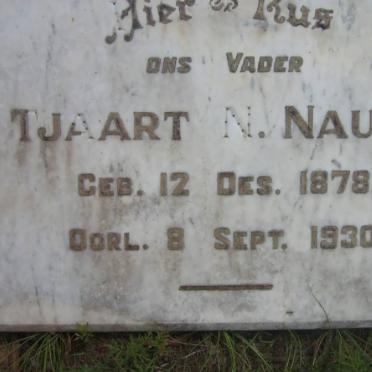 Hier Rus
ONS VADER
TJAART N. NAU
GEB. 12 DES. 1878
OORL. 8 SEPT. 1930